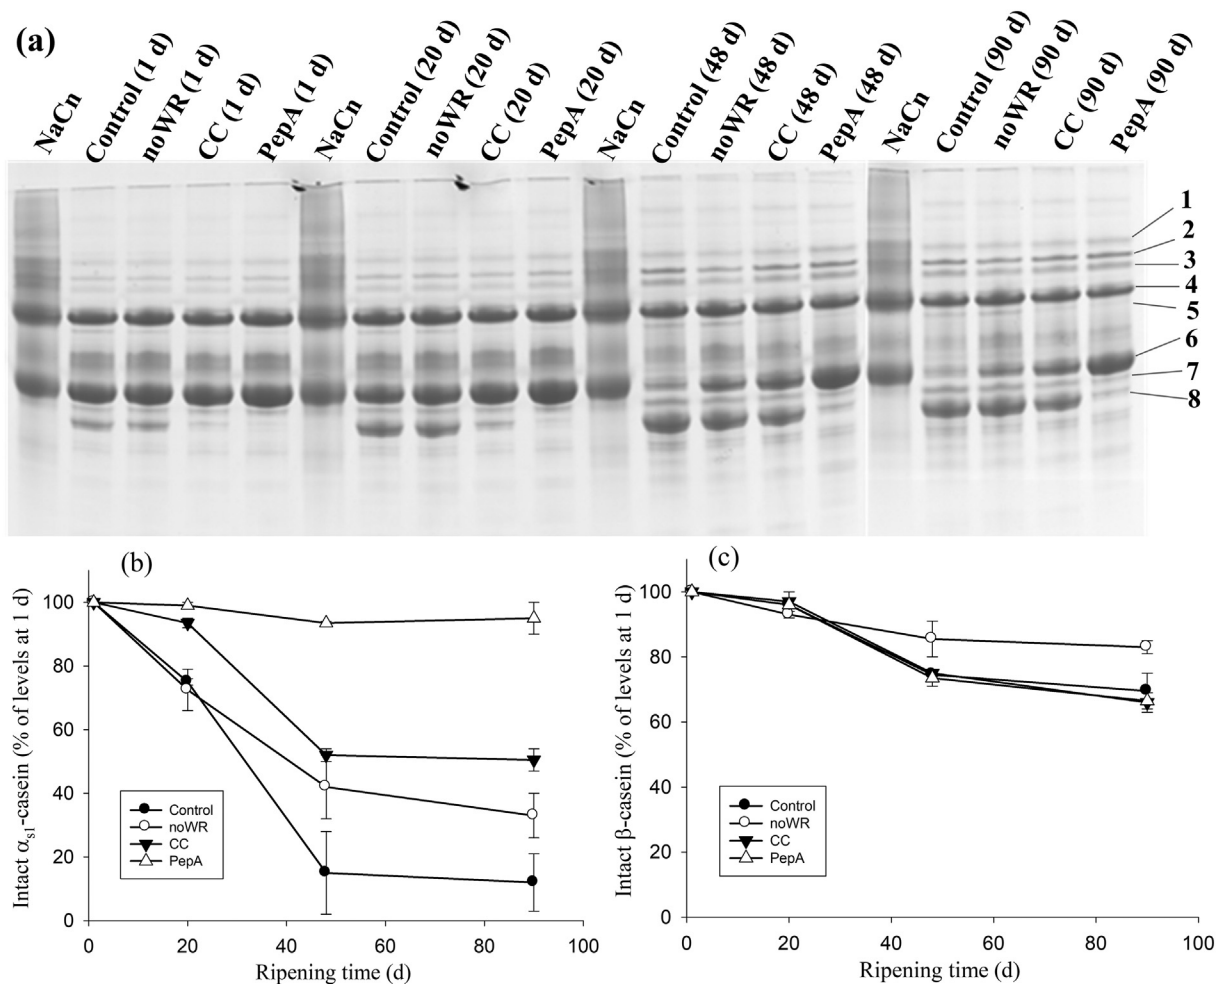 (a)
NaCn
Control (1 d)
noWR (1 d)
CC (1 d)
PepA (1 d)
NaCn
Control (20 d)
noWR (20 d)
CC (20 d)
PepA (20 d)
NaCn
Control (48 d)
noWR (48 d)
CC (48 d)
PepA (48 d)
NaCn
Control (90 d)
noWR (90 d)
CC (90 d)
PepA (90 d)
1
2
3
4
5
6
7
8
(b)
Intact αs1-casein (% of levels at 1 d)
100
80
60
40
20
0
Control
noWR
CC
PepA
0 20 40 60 80 100
Ripening time (d)
(c)
Intact β-casein (% of levels at 1 d)
100
80
60
40
20
0
Control
noWR
CC
PepA
0 20 40 60 80 100
Ripening time (d)